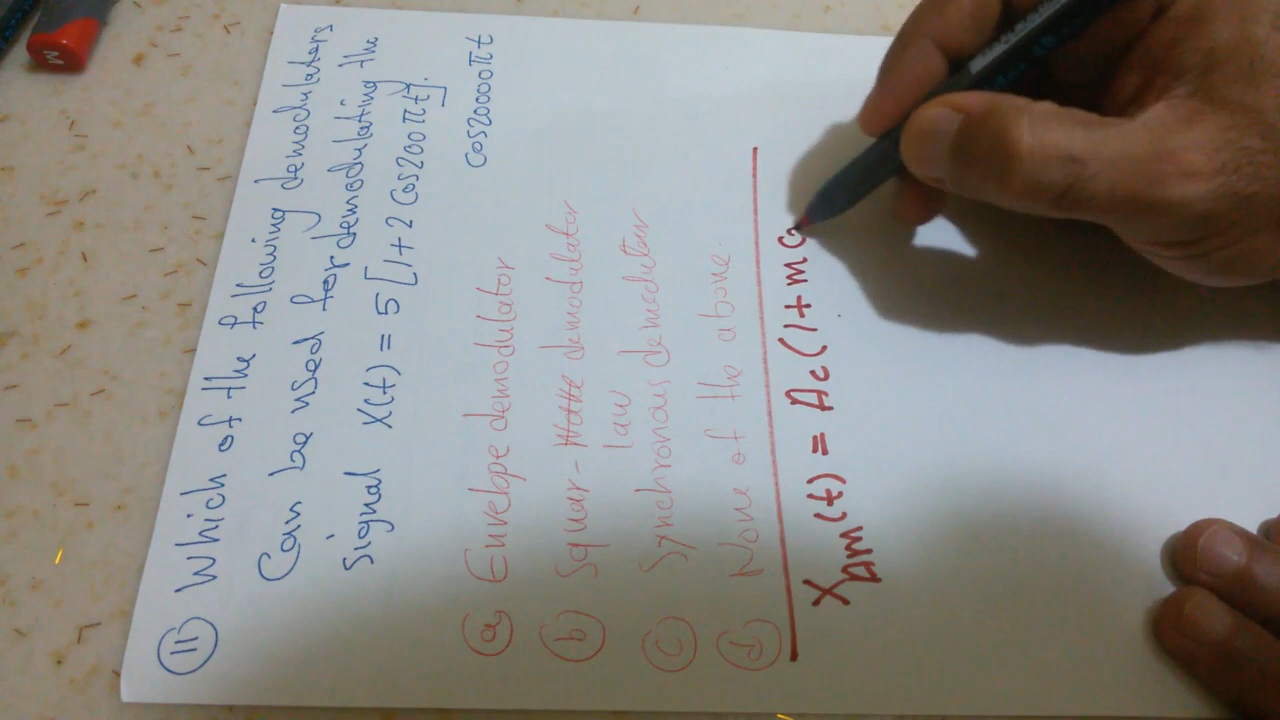 11 Which of the following demodulators
Can be used for demodulating the
Signal X(t) = 5 [1+2 Cos200πt].
Cos20000πt
a Envelope demodulator
b Squar- demodulator
law
c Synchronous demodulator
d None of the above.
XAM(t) = Ac(1+m c